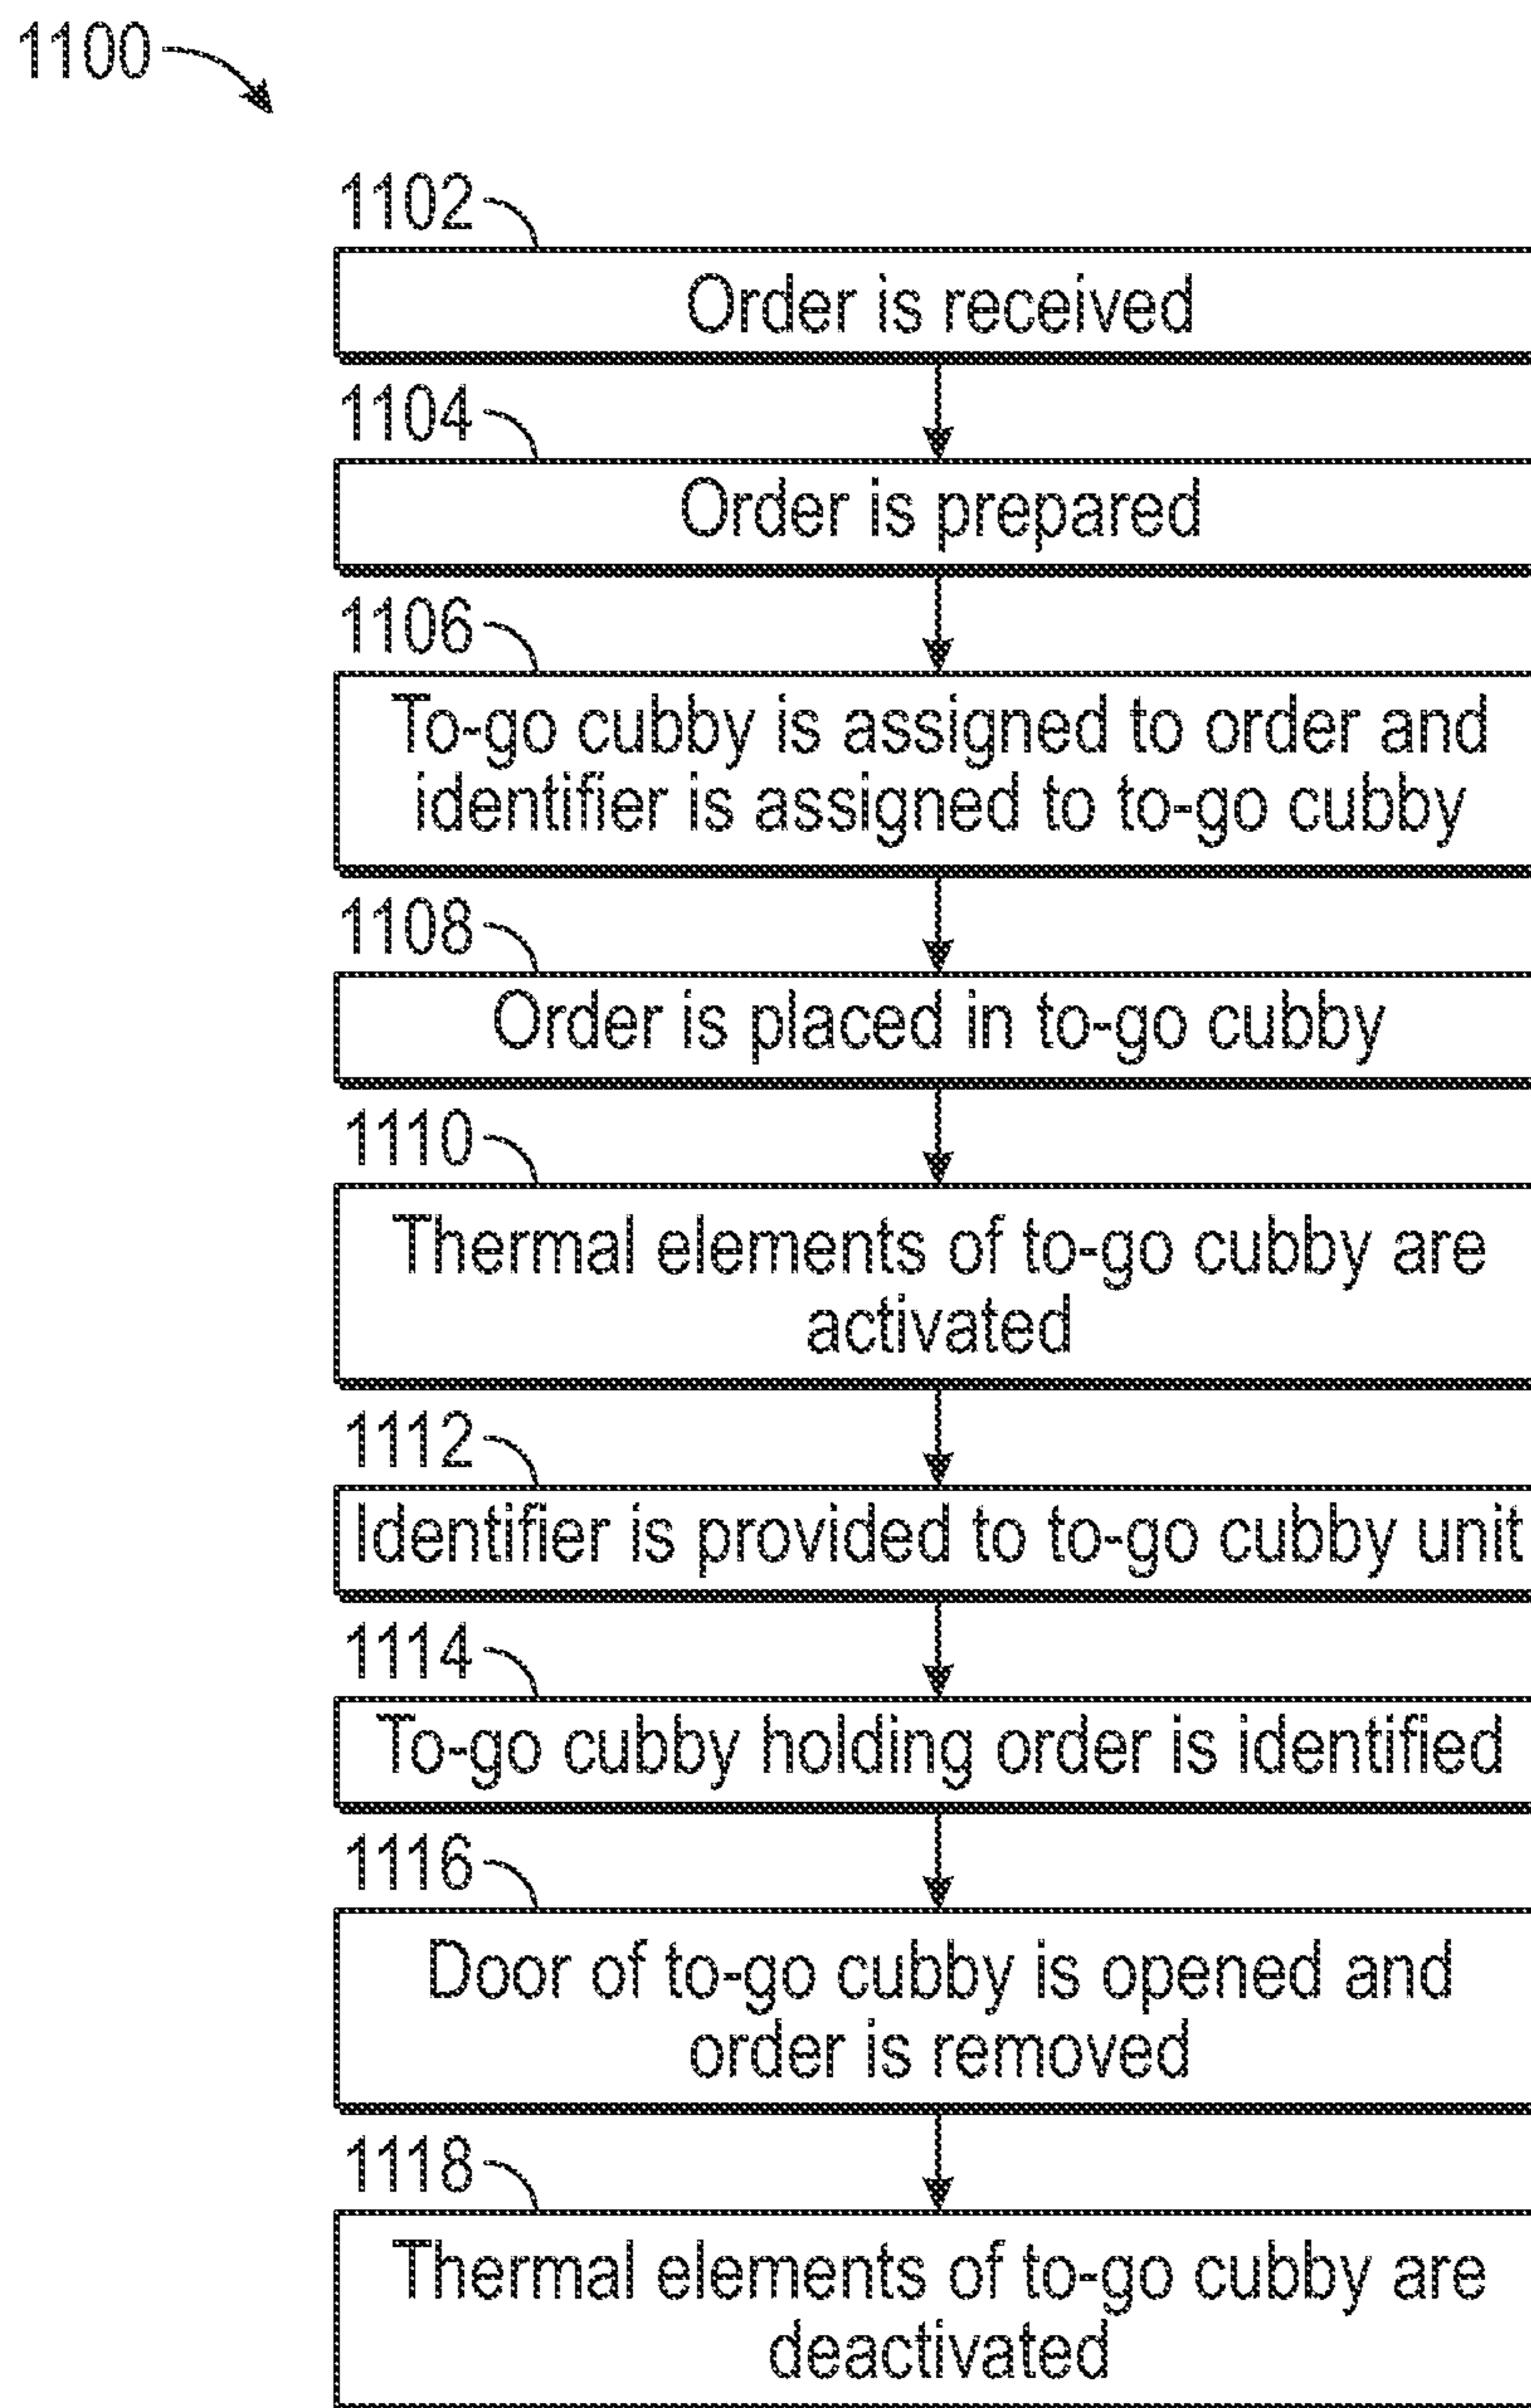 1100
1102
Order is received
1104
Order is prepared
1106
To-go cubby is assigned to order and
identifier is assigned to to-go cubby
1108
Order is placed in to-go cubby
1110
Thermal elements of to-go cubby are
activated
1112
Identifier is provided to to-go cubby unit
1114
To-go cubby holding order is identified
1116
Door of to-go cubby is opened and
order is removed
1118
Thermal elements of to-go cubby are
deactivated